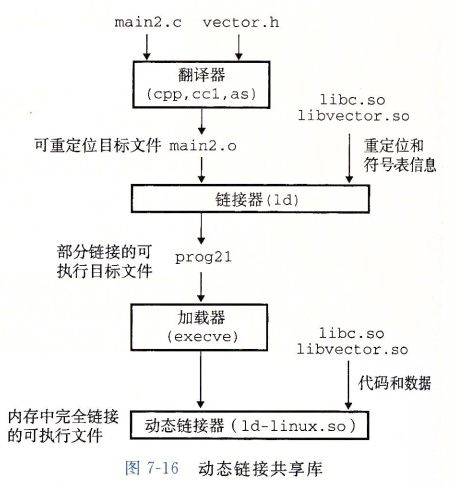 main2.c vector.h
翻译器
(cpp,cc1,as)
libc.so
libvector.so
可重定位目标文件 main2.o
重定位和
符号表信息
链接器(ld)
部分链接的可
执行目标文件
prog21
加载器
(execve)
libc.so
libvector.so
代码和数据
内存中完全链接
的可执行文件
动态链接器(ld-linux.so)
图 7-16 动态链接共享库